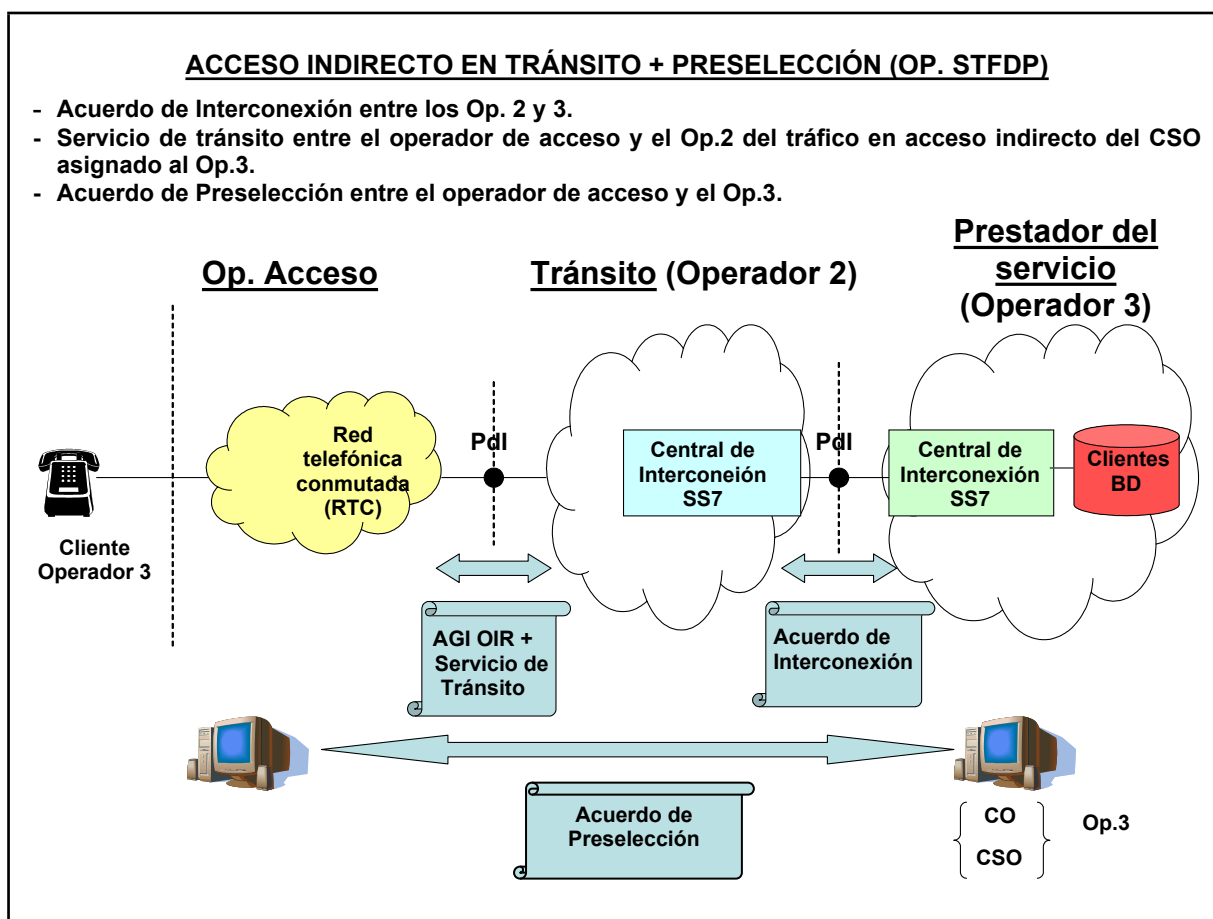 ACCESO INDIRECTO EN TRÁNSITO + PRESELECCIÓN (OP. STFDP)
- Acuerdo de Interconexión entre los Op. 2 y 3.
- Servicio de tránsito entre el operador de acceso y el Op.2 del tráfico en acceso indirecto del CSO
asignado al Op.3.
- Acuerdo de Preselección entre el operador de acceso y el Op.3.
Op. Acceso
Tránsito (Operador 2)
Prestador del
servicio
(Operador 3)
Cliente
Operador 3
Red
telefónica
conmutada
(RTC)
PdI
Central de
Interconeión
SS7
PdI
Central de
Interconexión
SS7
Clientes
BD
AGI OIR +
Servicio de
Tránsito
Acuerdo de
Interconexión
Acuerdo de
Preselección
CO
CSO
Op.3